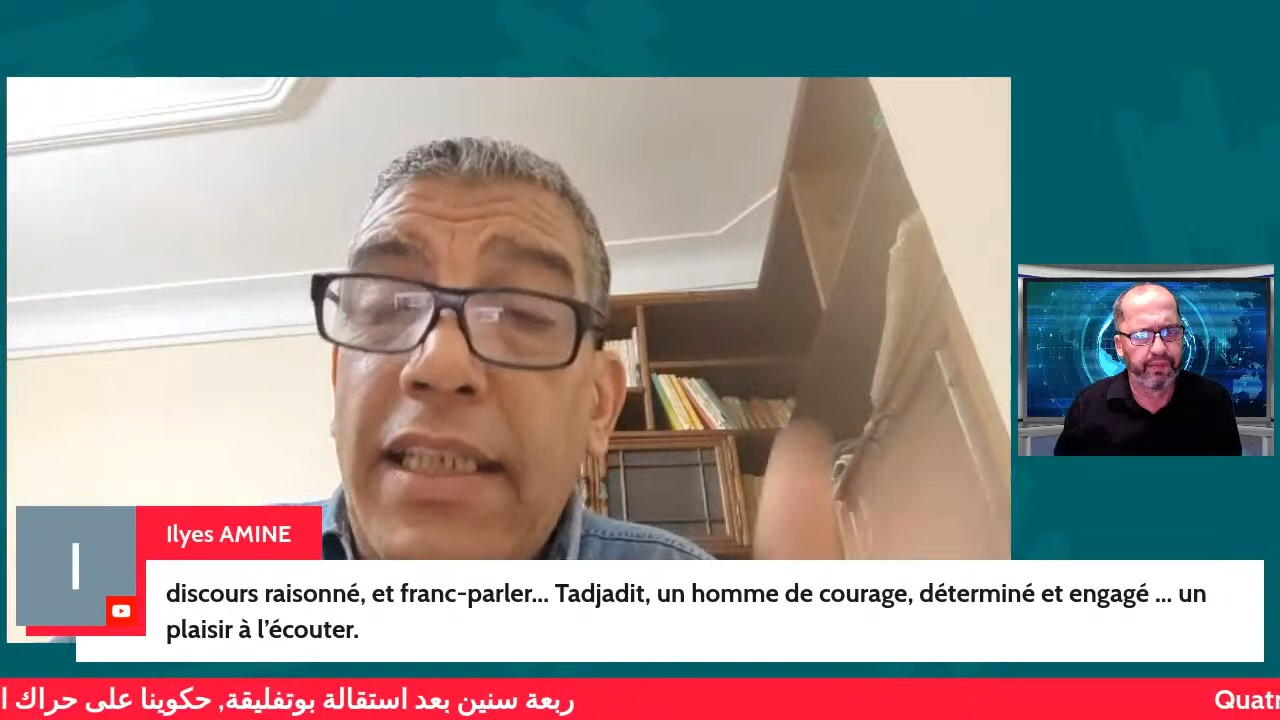 I
Ilyes AMINE
discours raisonné, et franc-parler... Tadjadit, un homme de courage, déterminé et engagé ... un
plaisir à l’écouter.
ربعة سنين بعد استقالة بوتفليقة, حكوينا على حراك ا
Quatr